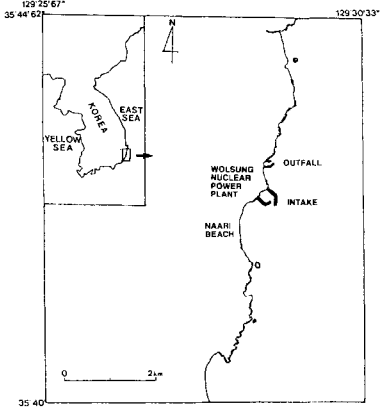 129°25'67"
35°44'62"
129°30'33"
N
KOREA
EAST
SEA
YELLOW
SEA
OUTFALL
WOLSUNG
NUCLEAR
POWER
PLANT
INTAKE
NAARI
BEACH
0
2km
35°40'